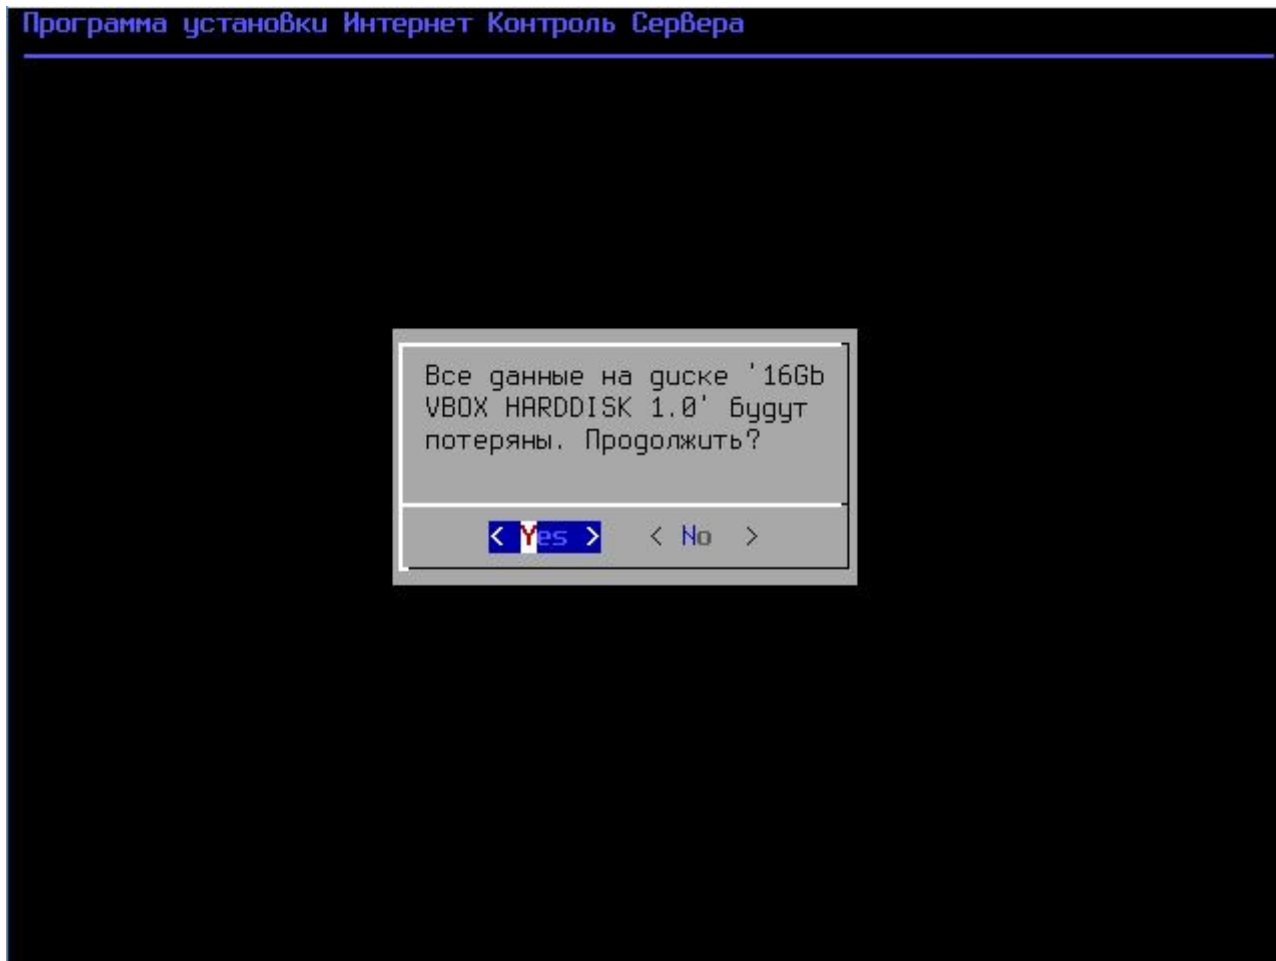 Программа установки Интернет Контроль Сервера
Все данные на диске '16Gb
VBOX HARDDISK 1.0' будут
потеряны. Продолжить?
< Yes > < No >